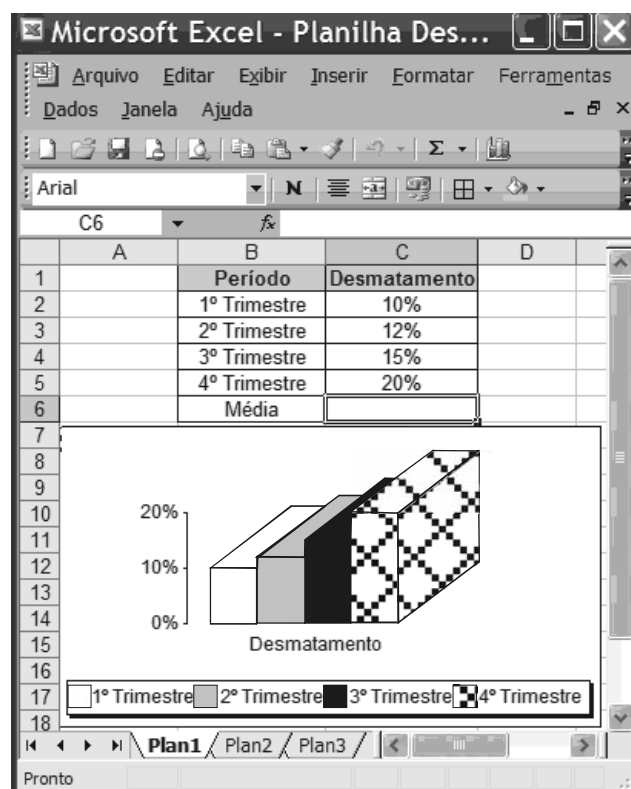 Microsoft Excel - Planilha Des...
Arquivo Editar Exibir Inserir Formatar Ferramentas
Dados Janela Ajuda
Σ
Arial N
C6 fx
A B C D
1 Período Desmatamento
2 1º Trimestre 10%
3 2º Trimestre 12%
4 3º Trimestre 15%
5 4º Trimestre 20%
6 Média
7
8
9
10 20%
11
12 10%
13
14 0%
15 Desmatamento
16
17 1º Trimestre 2º Trimestre 3º Trimestre 4º Trimestre
18
Plan1 Plan2 Plan3
Pronto